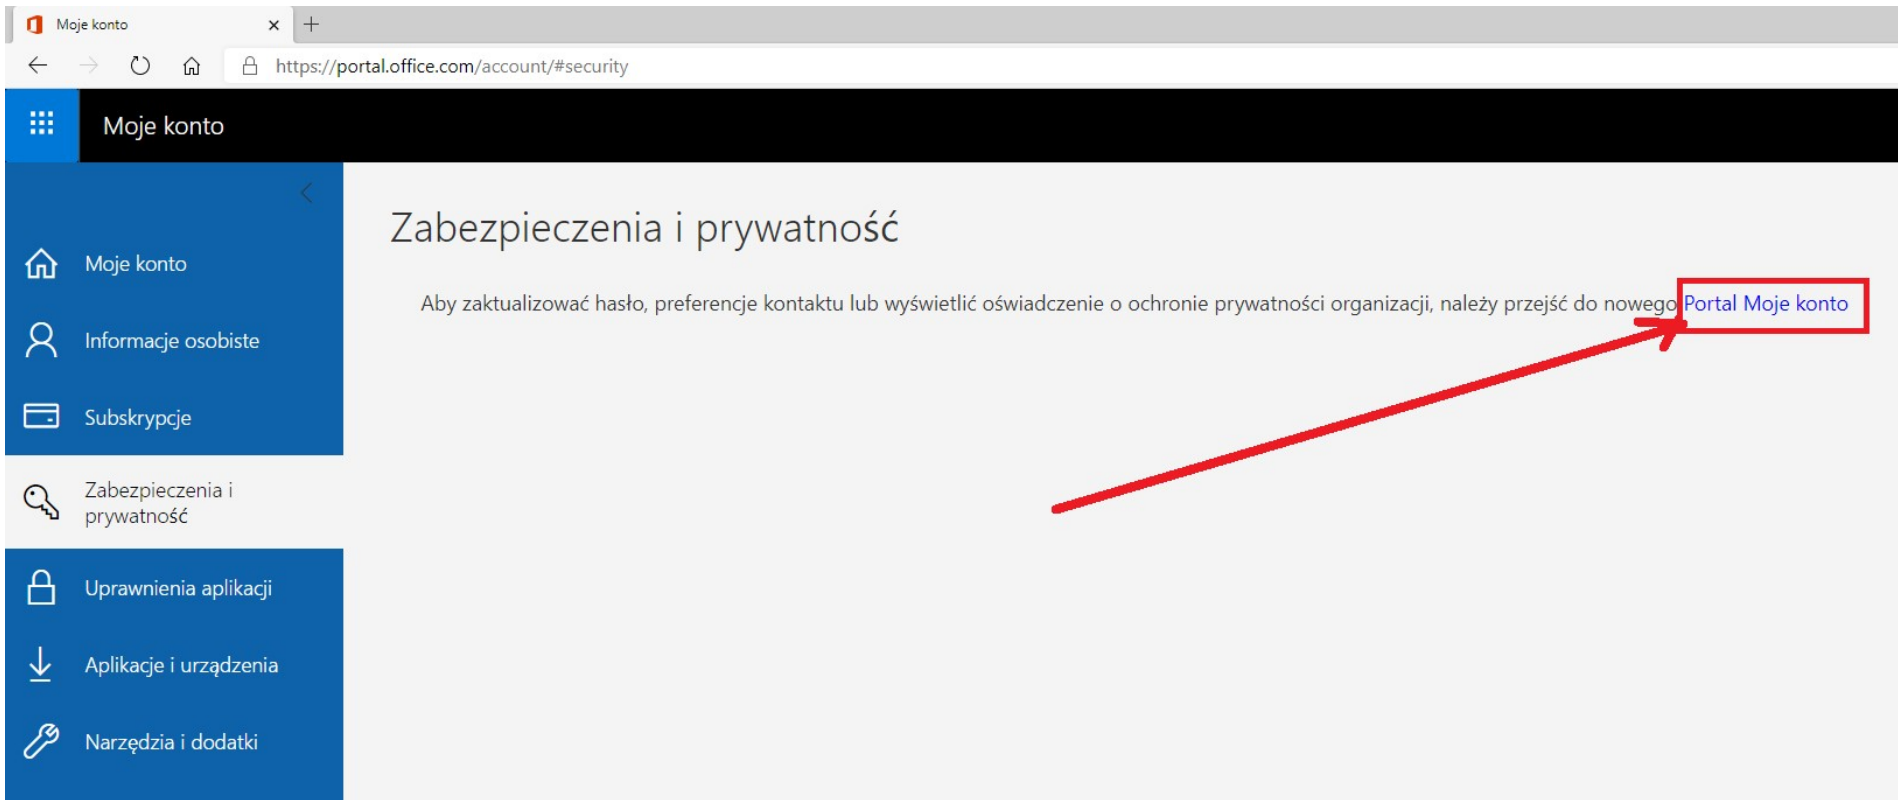 Moje konto
https://portal.office.com/account/#security
Moje konto
Moje konto
Informacje osobiste
Subskrypcje
Zabezpieczenia i
prywatność
Uprawnienia aplikacji
Aplikacje i urządzenia
Narzędzia i dodatki
Zabezpieczenia i prywatność
Aby zaktualizować hasło, preferencje kontaktu lub wyświetlić oświadczenie o ochronie prywatności organizacji, należy przejść do nowego Portal Moje konto